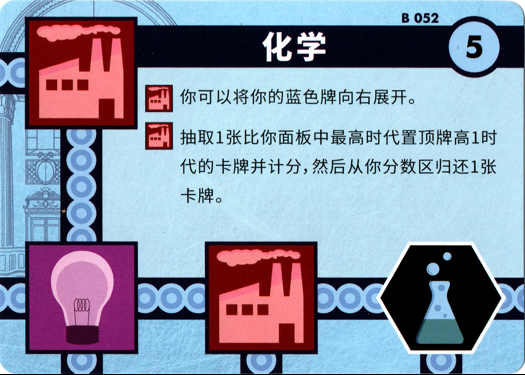 B 052
化学
5
你可以将你的蓝色牌向右展开。
抽取1张比你面板中最高时代置顶牌高1时
代的卡牌并计分，然后从你分数区归还1张
卡牌。